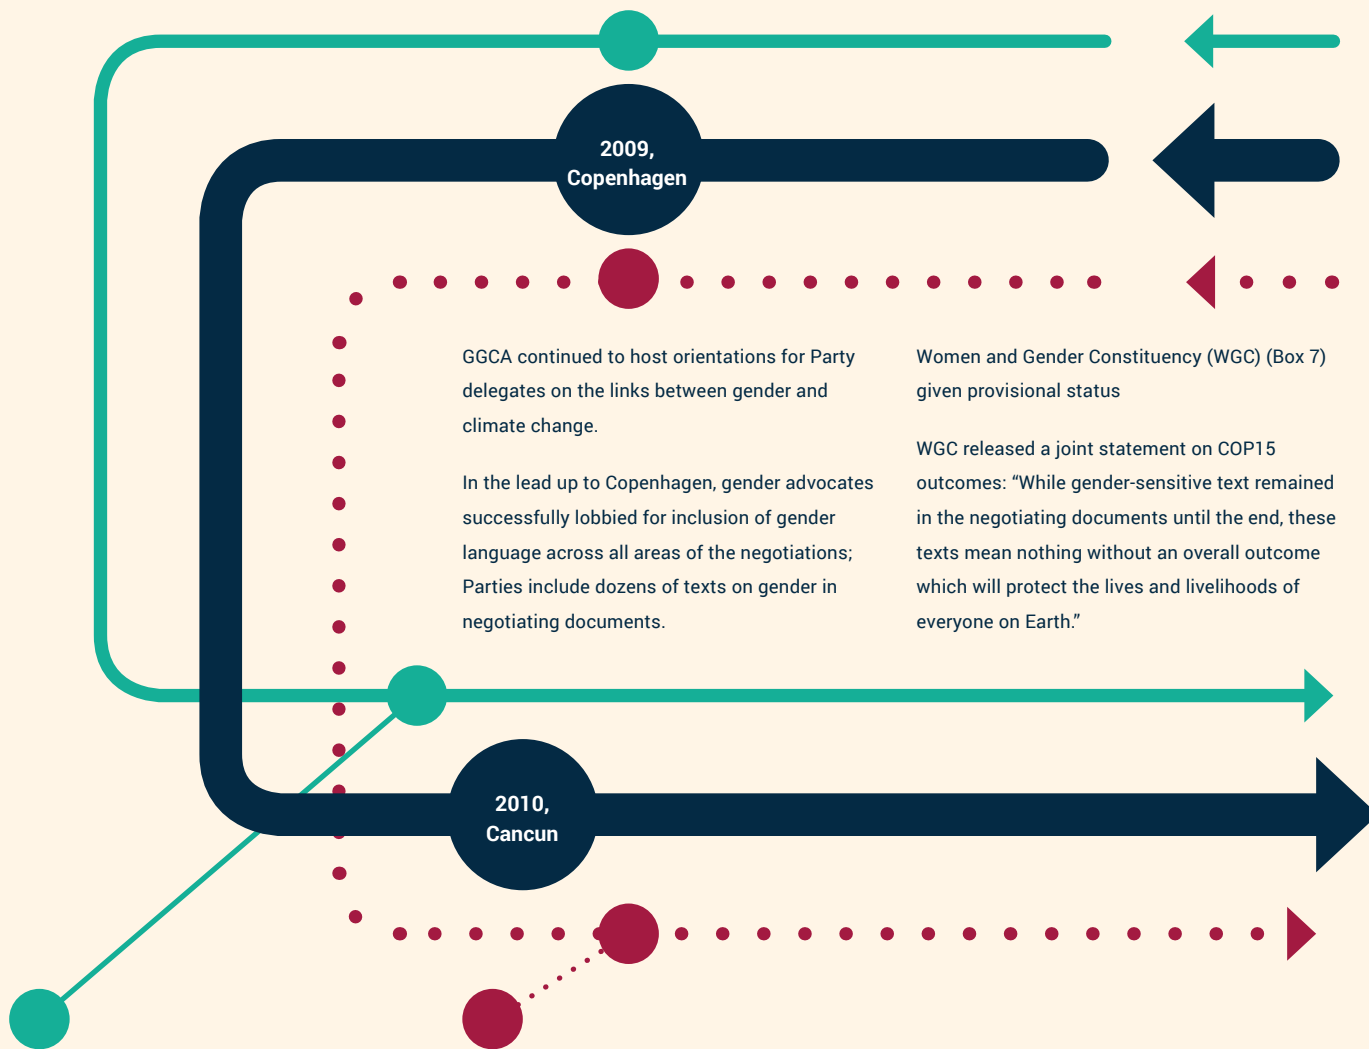 2009,
Copenhagen
GGCA continued to host orientations for Party
delegates on the links between gender and
climate change.
In the lead up to Copenhagen, gender advocates
successfully lobbied for inclusion of gender
language across all areas of the negotiations;
Parties include dozens of texts on gender in
negotiating documents.
Women and Gender Constituency (WGC) (Box 7)
given provisional status
WGC released a joint statement on COP15
outcomes: “While gender-sensitive text remained
in the negotiating documents until the end, these
texts mean nothing without an overall outcome
which will protect the lives and livelihoods of
everyone on Earth.”
2010,
Cancun